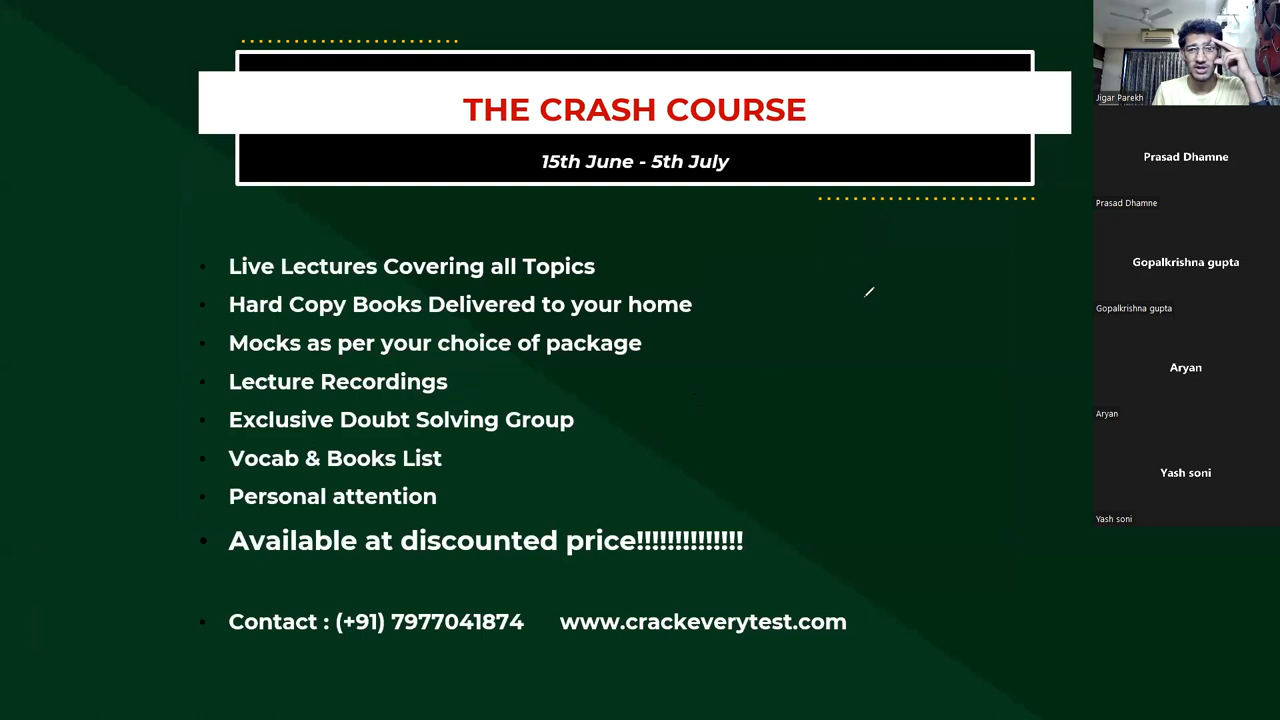 THE CRASH COURSE
15th June - 5th July
Live Lectures Covering all Topics
Hard Copy Books Delivered to your home
Mocks as per your choice of package
Lecture Recordings
Exclusive Doubt Solving Group
Vocab & Books List
Personal attention
Available at discounted price!!!!!!!!!!!!!!
Contact : (+91) 7977041874 www.crackeverytest.com
Jigar Parekh
Prasad Dhamne
Prasad Dhamne
Gopalkrishna gupta
Gopalkrishna gupta
Aryan
Aryan
Yash soni
Yash soni